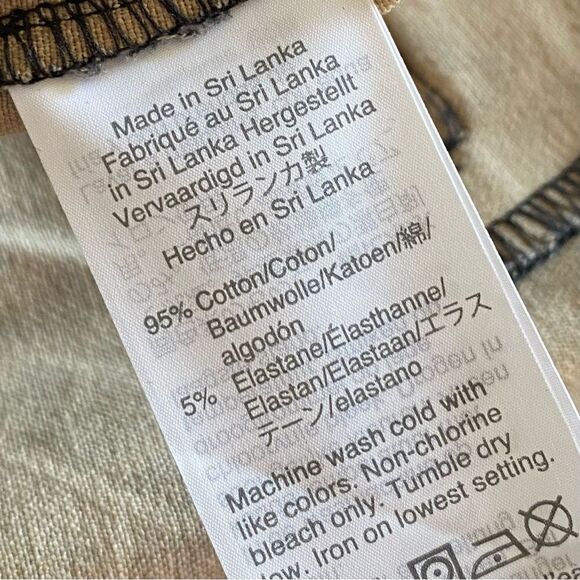 Made in Sri Lanka
Fabriqué au Sri Lanka
in Sri Lanka Hergestellt
Vervaardigd in Sri Lanka
スリランカ製
Hecho en Sri Lanka
95% Cotton/Coton/
Baumwolle/Katoen/綿/
algodón
5% Elastane/Élasthanne/
Elastan/Elastaan/エラス
テーン/elastano
Machine wash cold with
like colors. Non-chlorine
bleach only. Tumble dry
low. Iron on lowest setting.